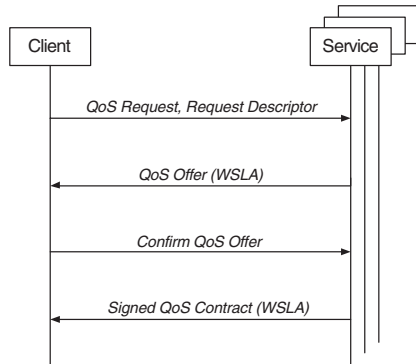 Client
Service
QoS Request, Request Descriptor
QoS Offer (WSLA)
Confirm QoS Offer
Signed QoS Contract (WSLA)